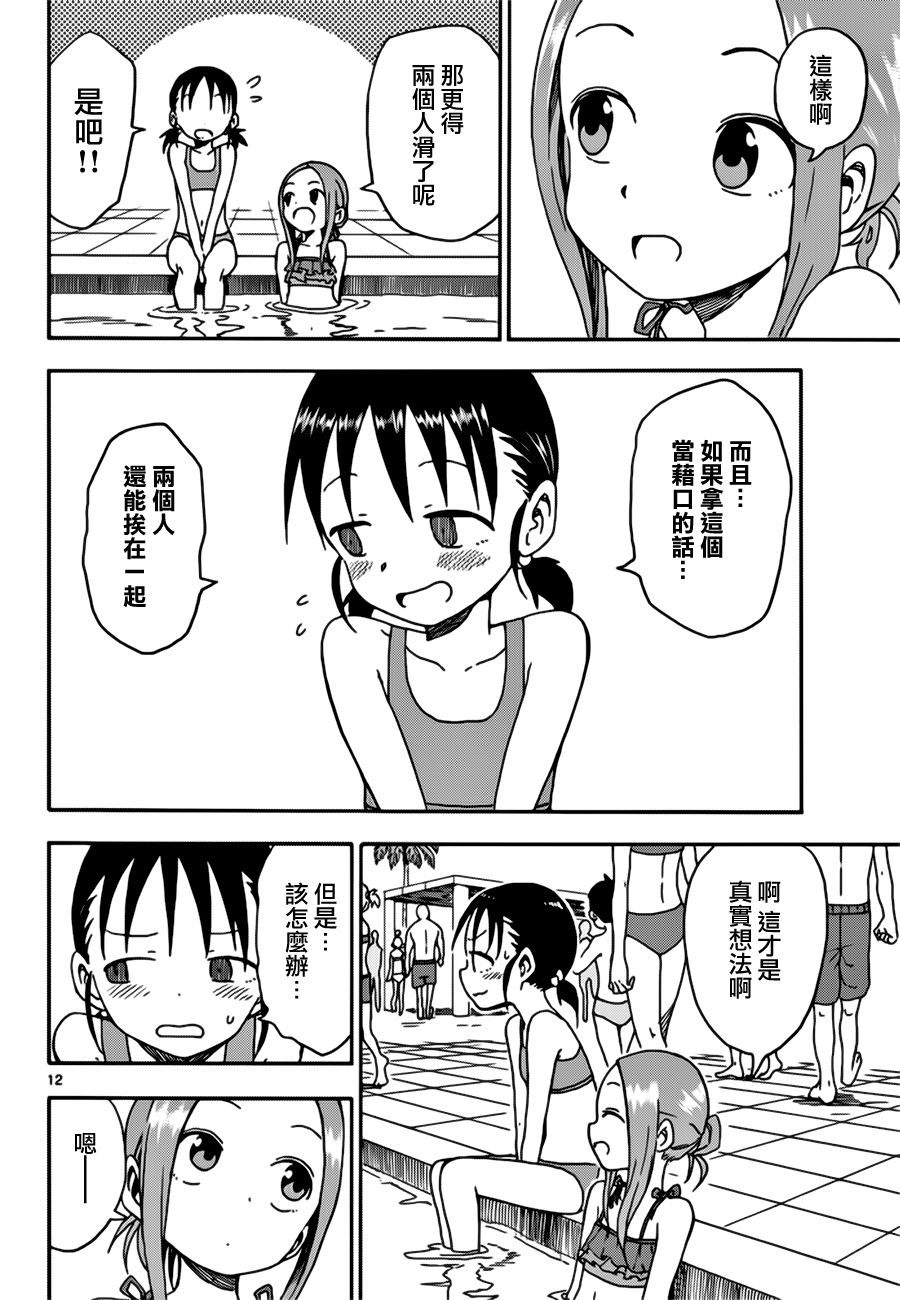 這樣啊
那更得
兩個人滑了呢
是吧!!
而且…
如果拿這個
當藉口的話…
兩個人
還能挨在一起
啊 這才是
真實想法啊
但是…
該怎麼辦…
嗯——
12